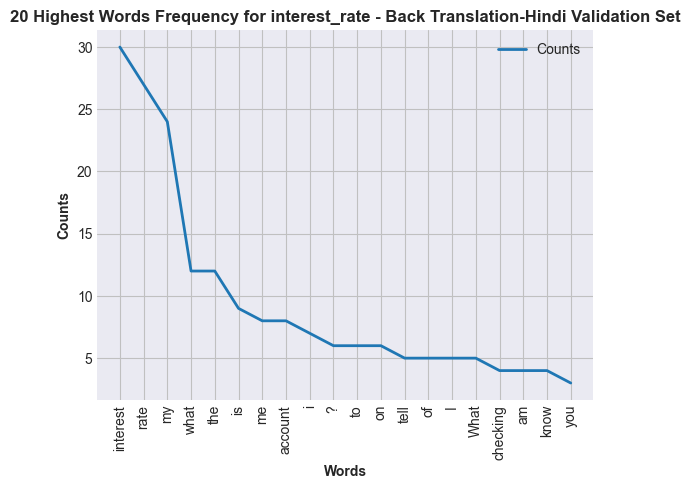 20 Highest Words Frequency for interest_rate - Back Translation-Hindi Validation Set
Counts
30
25
20
15
10
5
Counts
interest
rate
my
what
the
is
me
account
i
?
to
on
tell
of
I
What
checking
am
know
you
Words